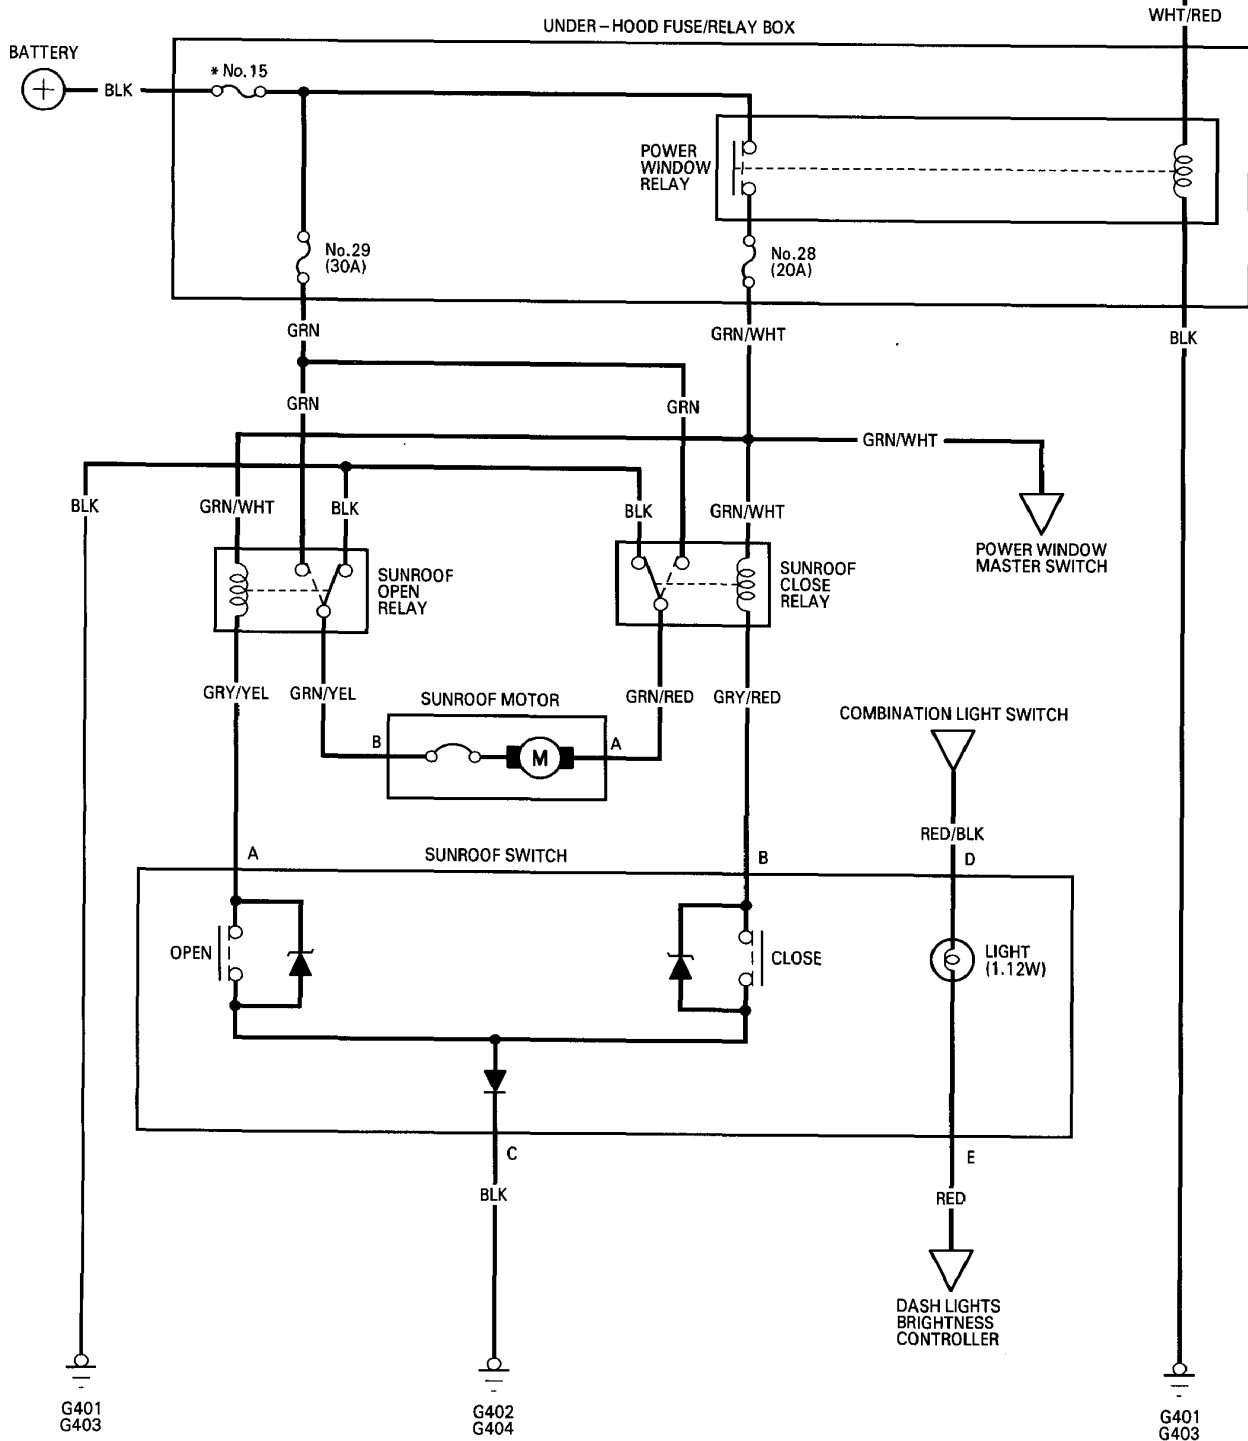 WHT/RED
UNDER-HOOD FUSE/RELAY BOX
BATTERY
+
BLK
* No.15
POWER
WINDOW
RELAY
No.29
(30A)
No.28
(20A)
GRN
GRN/WHT
BLK
GRN
GRN
GRN/WHT
BLK
GRN/WHT
BLK
BLK
GRN/WHT
POWER WINDOW
MASTER SWITCH
SUNROOF
OPEN
RELAY
SUNROOF
CLOSE
RELAY
GRY/YEL
GRN/YEL
SUNROOF MOTOR
GRN/RED
GRY/RED
B
M
A
COMBINATION LIGHT SWITCH
RED/BLK
A
SUNROOF SWITCH
B
D
OPEN
CLOSE
LIGHT
(1.12W)
C
E
BLK
RED
DASH LIGHTS
BRIGHTNESS
CONTROLLER
G401
G403
G402
G404
G401
G403